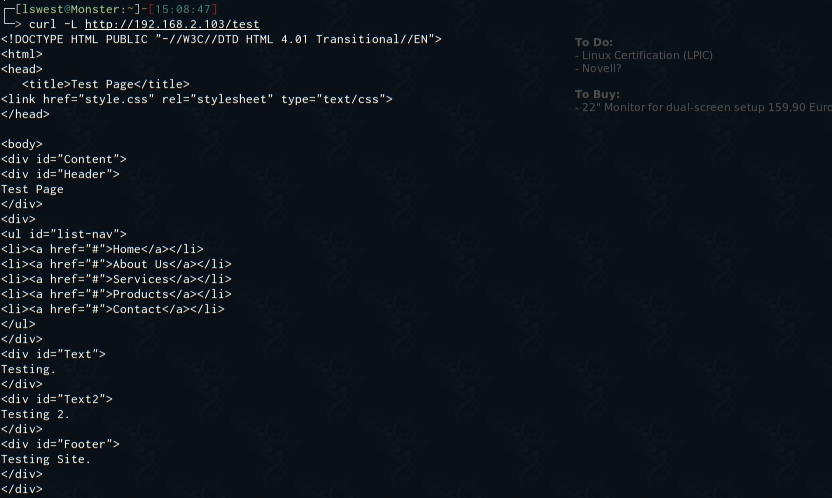 ┌─[lswest@Monster:~]-[15:08:47]
└─> curl -L http://192.168.2.103/test
<!DOCTYPE HTML PUBLIC "-//W3C//DTD HTML 4.01 Transitional//EN">
<html>
<head>
   <title>Test Page</title>
<link href="style.css" rel="stylesheet" type="text/css">
</head>

<body>
<div id="Content">
<div id="Header">
Test Page
</div>
<div>
<ul id="list-nav">
<li><a href="#">Home</a></li>
<li><a href="#">About Us</a></li>
<li><a href="#">Services</a></li>
<li><a href="#">Products</a></li>
<li><a href="#">Contact</a></li>
</ul>
</div>
<div id="Text">
Testing.
</div>
<div id="Text2">
Testing 2.
</div>
<div id="Footer">
Testing Site.
</div>
</div>
To Do:
- Linux Certification (LPIC)
- Novell?
To Buy:
- 22" Monitor for dual-screen setup 159,90 Euro